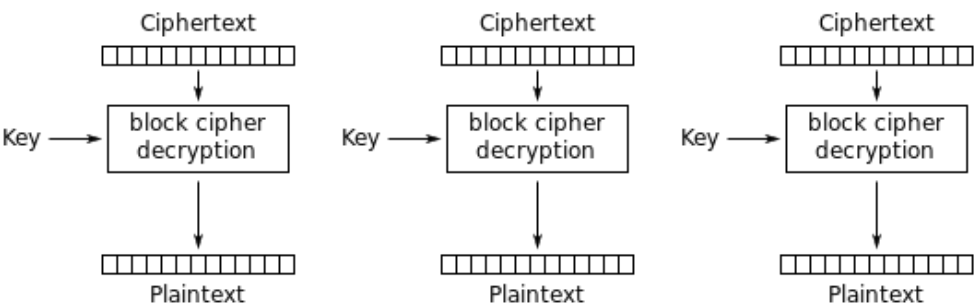 Ciphertext
Ciphertext
Ciphertext
Key
block cipher
decryption
Key
block cipher
decryption
Key
block cipher
decryption
Plaintext
Plaintext
Plaintext